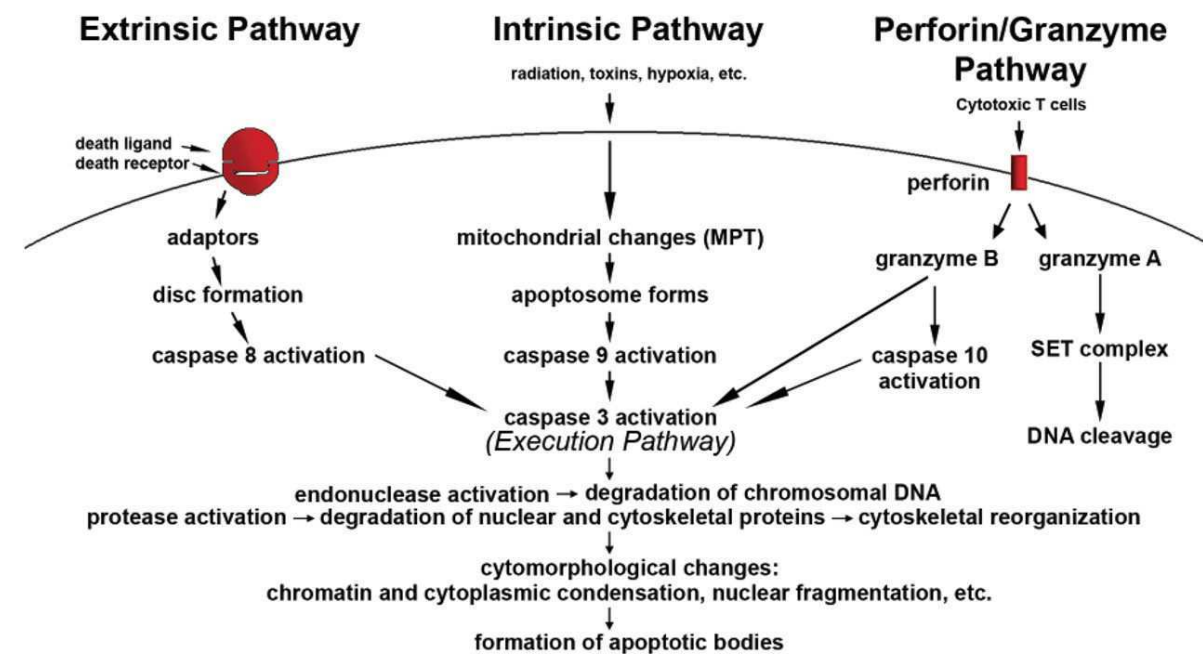 Extrinsic Pathway
Intrinsic Pathway
Perforin/Granzyme
Pathway
radiation, toxins, hypoxia, etc.
Cytotoxic T cells
death ligand
death receptor
perforin
adaptors
mitochondrial changes (MPT)
granzyme B
granzyme A
disc formation
apoptosome forms
caspase 8 activation
caspase 9 activation
caspase 10
activation
SET complex
caspase 3 activation
(Execution Pathway)
DNA cleavage
endonuclease activation → degradation of chromosomal DNA
protease activation → degradation of nuclear and cytoskeletal proteins → cytoskeletal reorganization
cytomorphological changes:
chromatin and cytoplasmic condensation, nuclear fragmentation, etc.
formation of apoptotic bodies